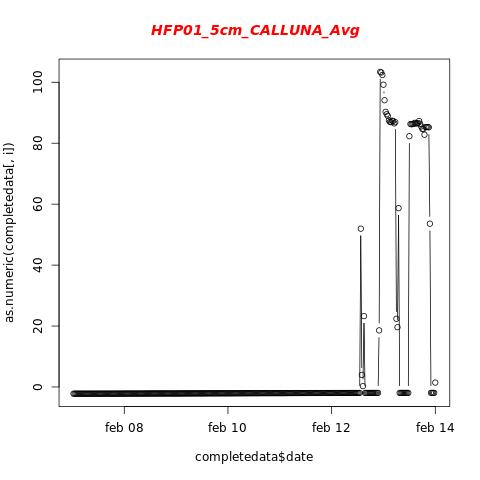 HFP01_5cm_CALLUNA_Avg
as.numeric(completedata[, i])
100
80
60
40
20
0
feb 08 feb 10 feb 12 feb 14
completedata$date